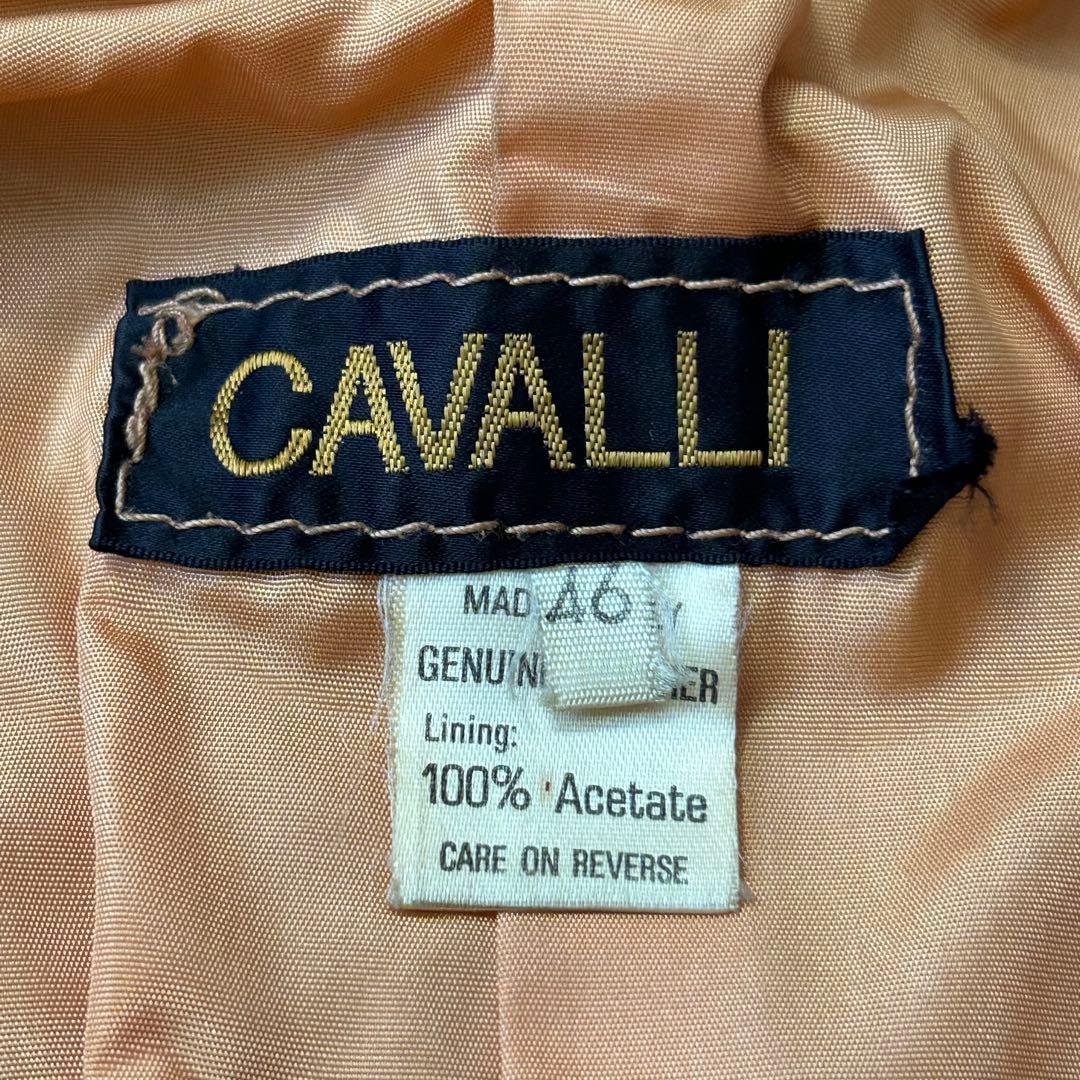 CAVALLI
46
MAD
GENUIN ER
Lining:
100% Acetate
CARE ON REVERSE